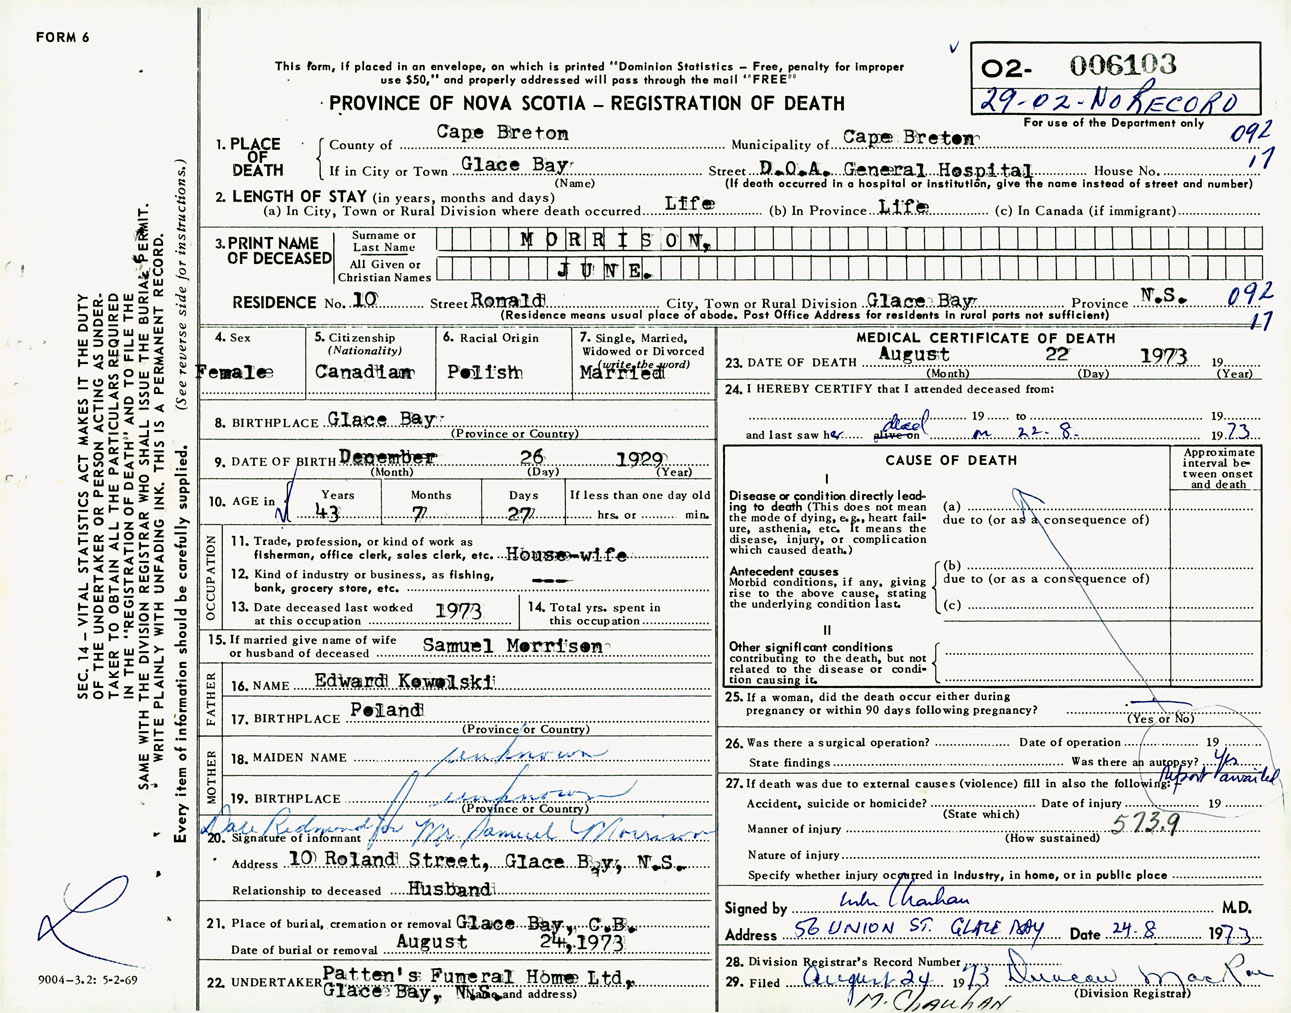 FORM 6
This form, if placed in an envelope, on which is printed "Dominion Statistics – Free, penalty for improper
use $50," and properly addressed will pass through the mail "FREE"
PROVINCE OF NOVA SCOTIA – REGISTRATION OF DEATH
02- 006103
29-02-NO RECORD
For use of the Department only
092
17
1. PLACE OF DEATH
County of Cape Breton Municipality of Cape Breton
If in City or Town Glace Bay Street D.O.A. General Hospital House No.
(Name) (If death occurred in a hospital or institution, give the name instead of street and number)
2. LENGTH OF STAY (in years, months and days)
(a) In City, Town or Rural Division where death occurred Life (b) In Province Life (c) In Canada (if immigrant)
3. PRINT NAME OF DECEASED
Surname or Last Name MORRISON,
All Given or Christian Names JUNE.
RESIDENCE No. 10 Street Ronald City, Town or Rural Division Glace Bay Province N.S. 092
(Residence means usual place of abode. Post Office Address for residents in rural parts not sufficient) 17
4. Sex
Female
5. Citizenship
(Nationality)
Canadian
6. Racial Origin
Polish
7. Single, Married,
Widowed or Divorced
(write the word)
Married
8. BIRTHPLACE Glace Bay
(Province or Country)
9. DATE OF BIRTH December 26 1929
(Month) (Day) (Year)
10. AGE in Years Months Days If less than one day old
43 7 27 hrs. or min.
OCCUPATION
11. Trade, profession, or kind of work as
fisherman, office clerk, sales clerk, etc. House-wife
12. Kind of industry or business, as fishing,
bank, grocery store, etc. ---
13. Date deceased last worked
at this occupation 1973
14. Total yrs. spent in
this occupation
15. If married give name of wife
or husband of deceased Samuel Morrison
FATHER
16. NAME Edward Kowolski
17. BIRTHPLACE Poland
(Province or Country)
MOTHER
18. MAIDEN NAME unknown
19. BIRTHPLACE unknown
(Province or Country)
Dale Redmond for Mr. Samuel Morrison
20. Signature of informant
Address 10 Roland Street, Glace Bay, N.S.
Relationship to deceased Husband
21. Place of burial, cremation or removal Glace Bay, C.B.
Date of burial or removal August 24, 1973
22. UNDERTAKER Patten's Funeral Home Ltd,
Glace Bay, N.S.
(Name and address)
MEDICAL CERTIFICATE OF DEATH
23. DATE OF DEATH August 22 1973 19
(Month) (Day) (Year)
24. I HEREBY CERTIFY that I attended deceased from:
19 to 19
dead
and last saw her alive on on 22-8- 1973
CAUSE OF DEATH
Approximate
interval be-
tween onset
and death
I
Disease or condition directly lead-
ing to death (This does not
mean the mode of dying, e.g., heart fail-
ure, asthenia, etc. It means the
disease, injury, or complication
which caused death.)
(a)
due to (or as a consequence of)
Antecedent causes
Morbid conditions, if any, giving
rise to the above cause, stating
the underlying condition last.
(b)
due to (or as a consequence of)
(c)
II
Other significant conditions
contributing to the death, but not
related to the disease or condi-
tion causing it.
25. If a woman, did the death occur either during
pregnancy or within 90 days following pregnancy?
(Yes or No)
26. Was there a surgical operation? Date of operation 19
State findings Was there an autopsy? Yes
report awaited
27. If death was due to external causes (violence) fill in also the following:
Accident, suicide or homicide? Date of injury 19
(State which)
Manner of injury 573.9
(How sustained)
Nature of injury
Specify whether injury occurred in Industry, in home, or in public place
Signed by Chauhan M.D.
Address 56 UNION ST. GLACE BAY Date 24.8 1973
28. Division Registrar's Record Number
29. Filed August 24 1973 Duncan MacRae
(Division Registrar)
M. CHAUHAN
SEC. 14 – VITAL STATISTICS ACT MAKES IT THE DUTY
OF THE UNDERTAKER OR PERSON ACTING AS UNDER-
TAKER TO OBTAIN ALL THE PARTICULARS REQUIRED
IN THE "REGISTRATION OF DEATH" AND TO FILE THE
SAME WITH THE DIVISION REGISTRAR WHO SHALL ISSUE THE BURIAL PERMIT.
WRITE PLAINLY WITH UNFADING INK. THIS IS A PERMANENT RECORD.
Every item of information should be carefully supplied. (See reverse side for instructions.)
9004-3.2: 5-2-69